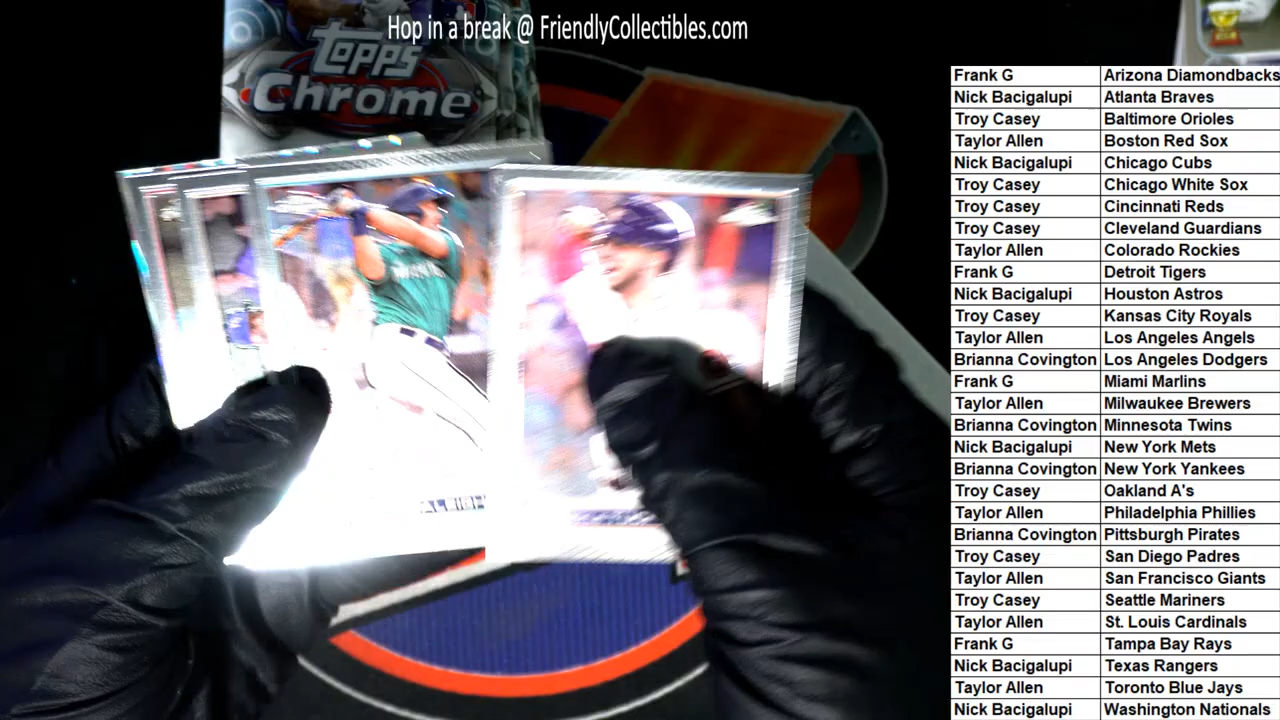 Hop in a break @ FriendlyCollectibles.com
TOPPS
Chrome
Frank G Arizona Diamondbacks
Nick Bacigalupi Atlanta Braves
Troy Casey Baltimore Orioles
Taylor Allen Boston Red Sox
Nick Bacigalupi Chicago Cubs
Troy Casey Chicago White Sox
Troy Casey Cincinnati Reds
Troy Casey Cleveland Guardians
Taylor Allen Colorado Rockies
Frank G Detroit Tigers
Nick Bacigalupi Houston Astros
Troy Casey Kansas City Royals
Taylor Allen Los Angeles Angels
Brianna Covington Los Angeles Dodgers
Frank G Miami Marlins
Taylor Allen Milwaukee Brewers
Brianna Covington Minnesota Twins
Nick Bacigalupi New York Mets
Brianna Covington New York Yankees
Troy Casey Oakland A's
Taylor Allen Philadelphia Phillies
Brianna Covington Pittsburgh Pirates
Troy Casey San Diego Padres
Taylor Allen San Francisco Giants
Troy Casey Seattle Mariners
Taylor Allen St. Louis Cardinals
Frank G Tampa Bay Rays
Nick Bacigalupi Texas Rangers
Taylor Allen Toronto Blue Jays
Nick Bacigalupi Washington Nationals